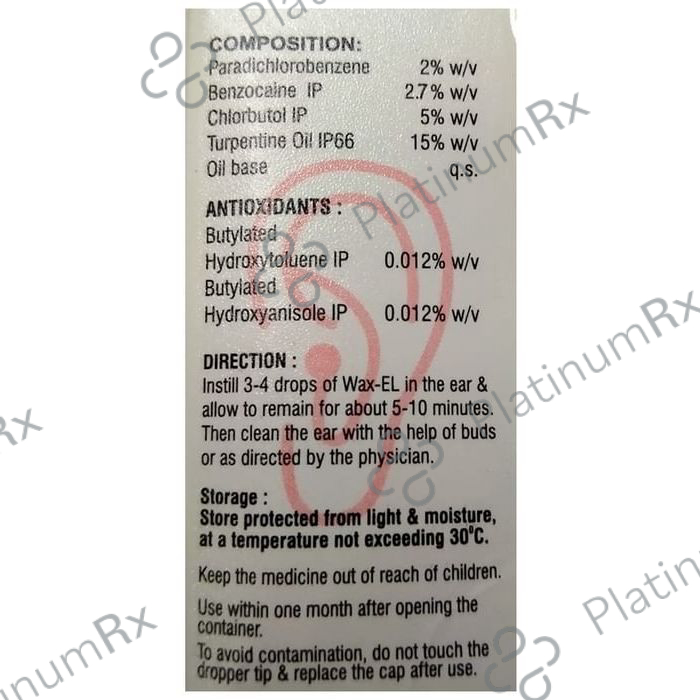 COMPOSITION:
Paradichlorobenzene 2% w/v
Benzocaine IP 2.7% w/v
Chlorbutol IP 5% w/v
Turpentine Oil IP66 15% w/v
Oil base q.s.
ANTIOXIDANTS :
Butylated
Hydroxytoluene IP 0.012% w/v
Butylated
Hydroxyanisole IP 0.012% w/v
DIRECTION :
Instill 3-4 drops of Wax-EL in the ear &
allow to remain for about 5-10 minutes.
Then clean the ear with the help of buds
or as directed by the physician.
Storage :
Store protected from light & moisture,
at a temperature not exceeding 30°C.
Keep the medicine out of reach of children.
Use within one month after opening the
container.
To avoid contamination, do not touch the
dropper tip & replace the cap after use.
PlatinumRx
PlatinumRx
PlatinumRx
Rx
Platin
inumRx
Platinu